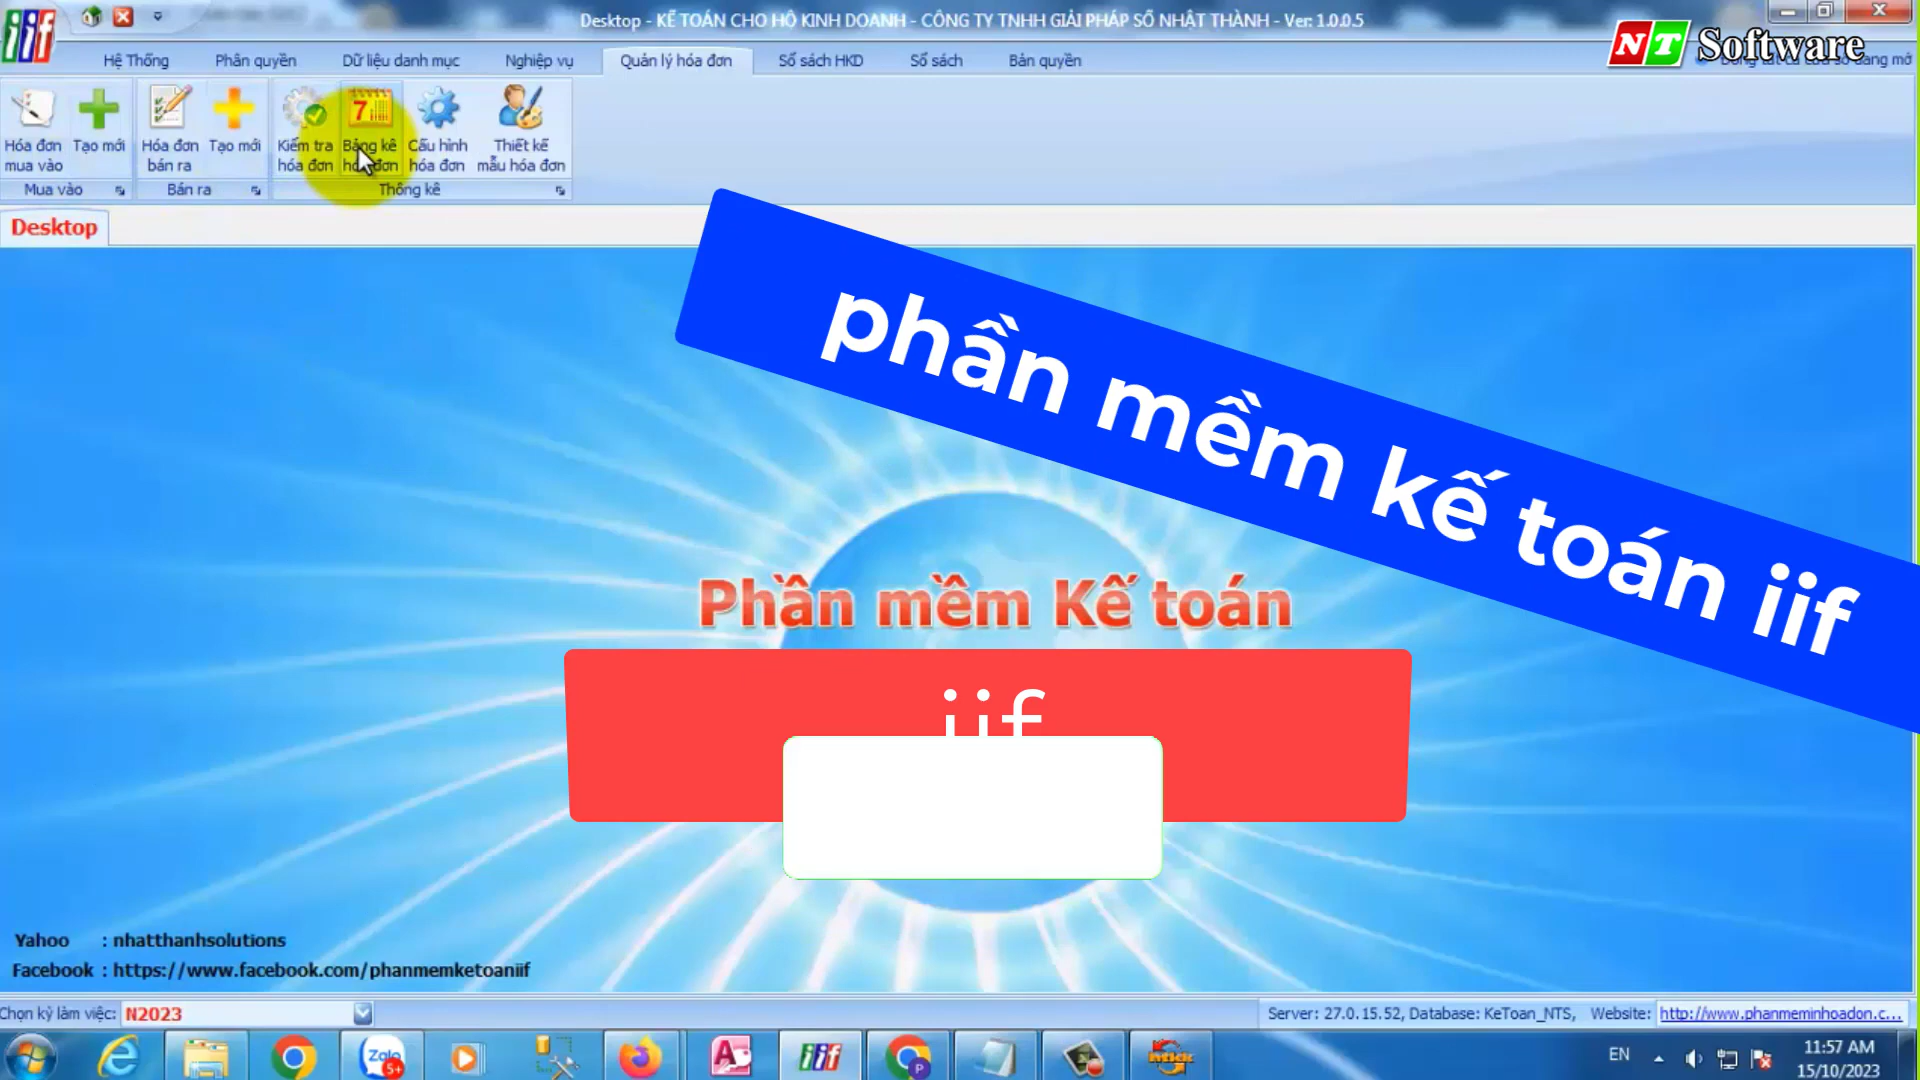 iif
Desktop - KẾ TOÁN CHO HỘ KINH DOANH - CÔNG TY TNHH GIẢI PHÁP SỐ NHẬT THÀNH - Ver: 1.0.0.5
NT Software
Hệ Thống Phân quyền Dữ liệu danh mục Nghiệp vụ Quản lý hóa đơn Sổ sách HKD Sổ sách Bản quyền
Hóa đơn mua vào
Tạo mới
Hóa đơn bán ra
Tạo mới
Kiểm tra hóa đơn
Bảng kê hóa đơn
Cấu hình hóa đơn
Thiết kế mẫu hóa đơn
Mua vào Bán ra Thống kê
Desktop
phần mềm kế toán iif
Phần mềm Kế toán
iif
Yahoo : nhatthanhsolutions
Facebook : https://www.facebook.com/phanmemketoaniif
Chọn kỳ làm việc: N2023
Server: 27.0.15.52, Database: KeToan_NTS, Website: http://www.phanmeminhoadon.c...
Zalo
5+
iif
P
EN
11:57 AM
15/10/2023